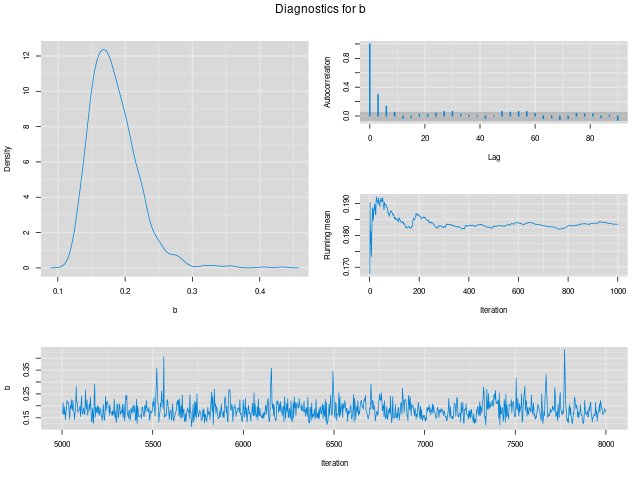 Diagnostics for b
Density
12
10
8
6
4
2
0
0.1 0.2 0.3 0.4
b
Autocorrelation
0.8
0.4
0.0
0 20 40 60 80
Lag
Running mean
0.190
0.180
0.170
0 200 400 600 800 1000
Iteration
b
0.35
0.25
0.15
5000 5500 6000 6500 7000 7500 8000
Iteration